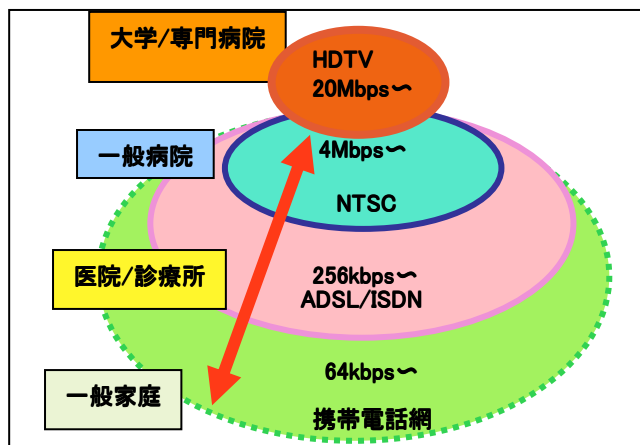 大学/専門病院
HDTV
20Mbps～
一般病院
4Mbps～
NTSC
医院/診療所
256kbps～
ADSL/ISDN
一般家庭
64kbps～
携帯電話網